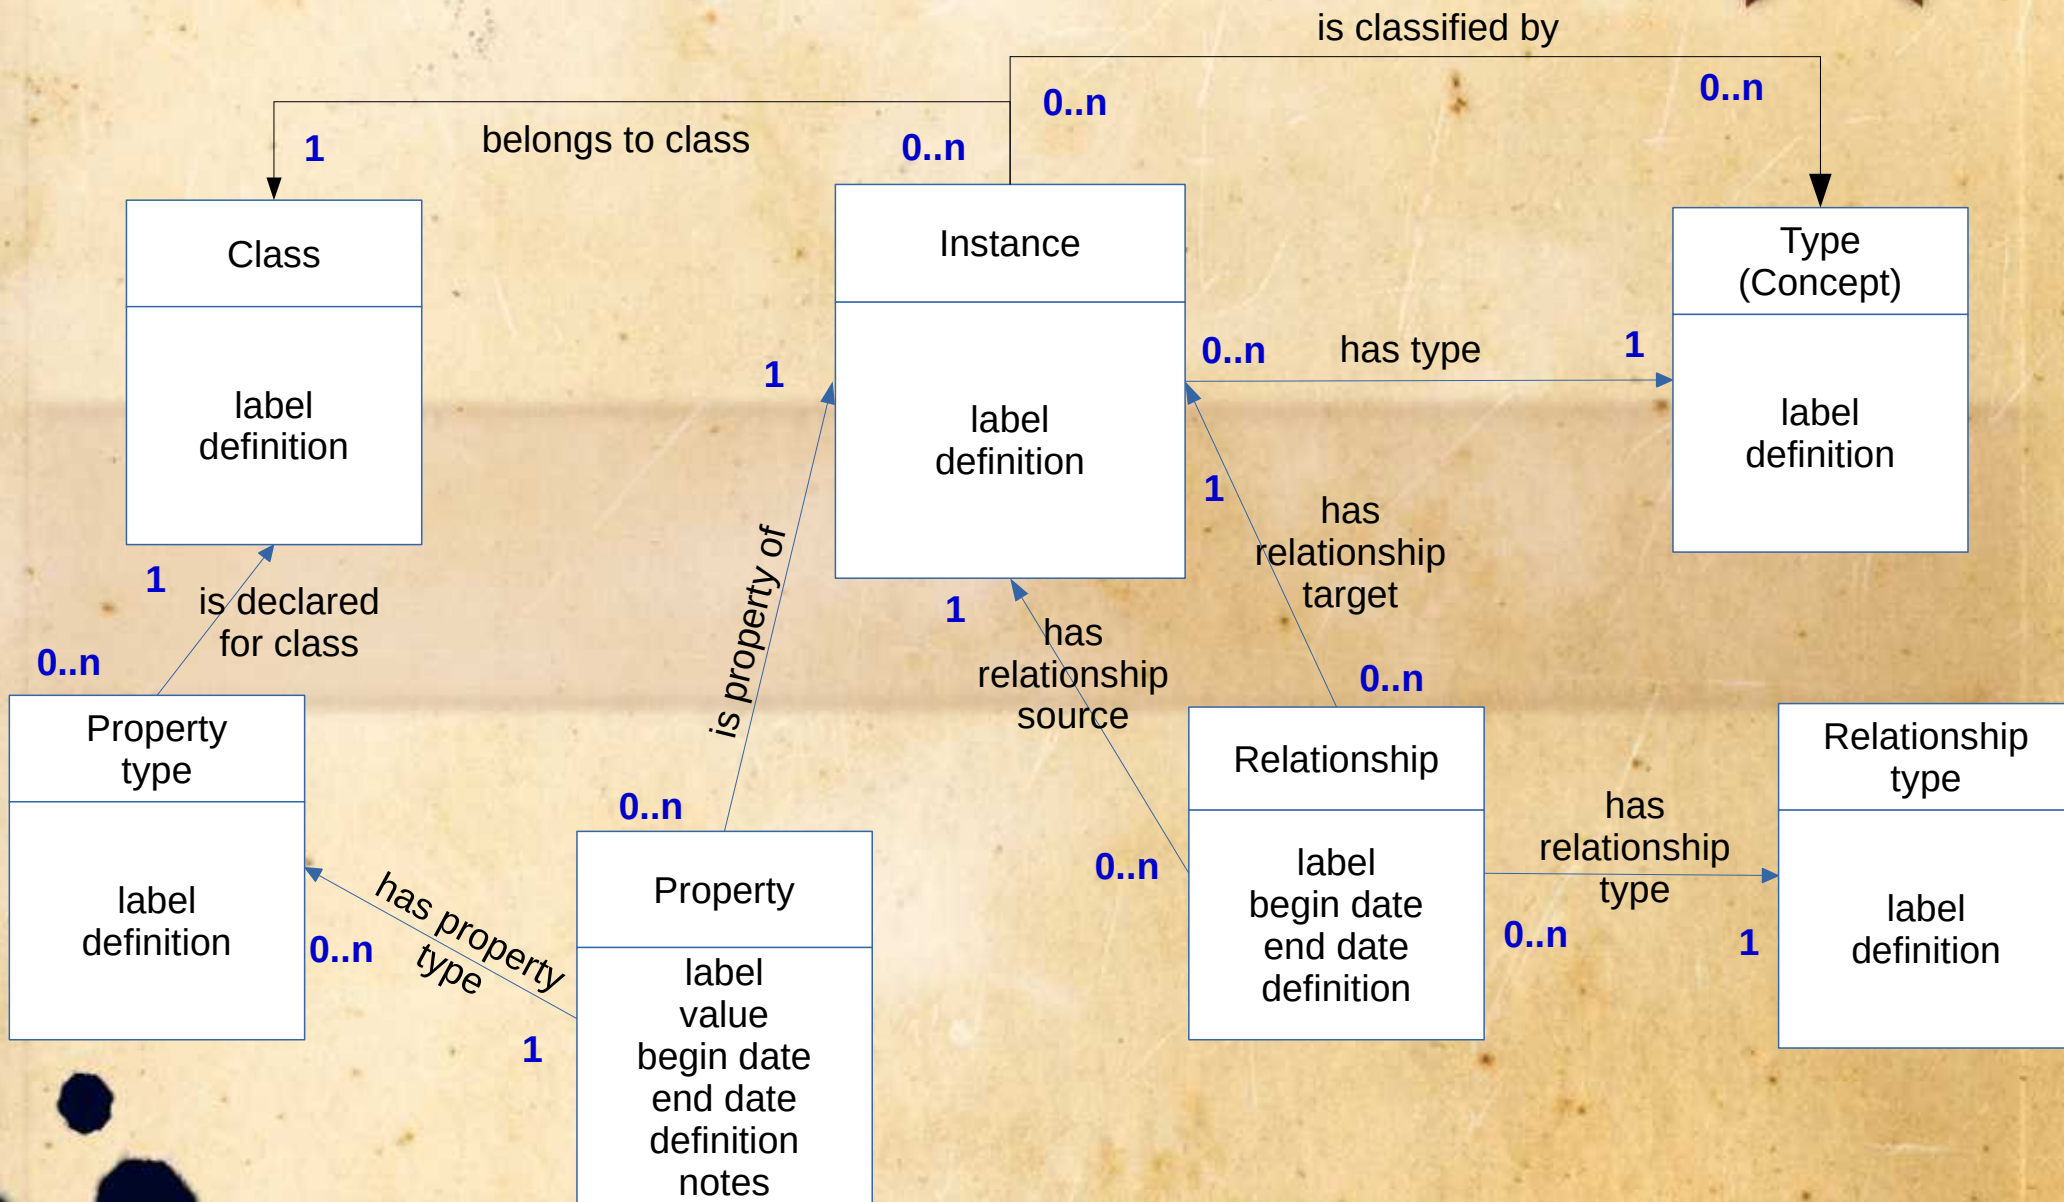 is classified by
0..n
0..n
belongs to class
1
0..n
Class
label
definition
Instance
label
definition
Type
(Concept)
label
definition
0..n
has type
1
1
is property of
0..n
1
has
relationship
target
0..n
1
has
relationship
source
0..n
1
is declared
for class
0..n
Property
type
label
definition
has property
type
0..n
1
Property
label
value
begin date
end date
definition
notes
Relationship
label
begin date
end date
definition
has
relationship
type
0..n
1
Relationship
type
label
definition